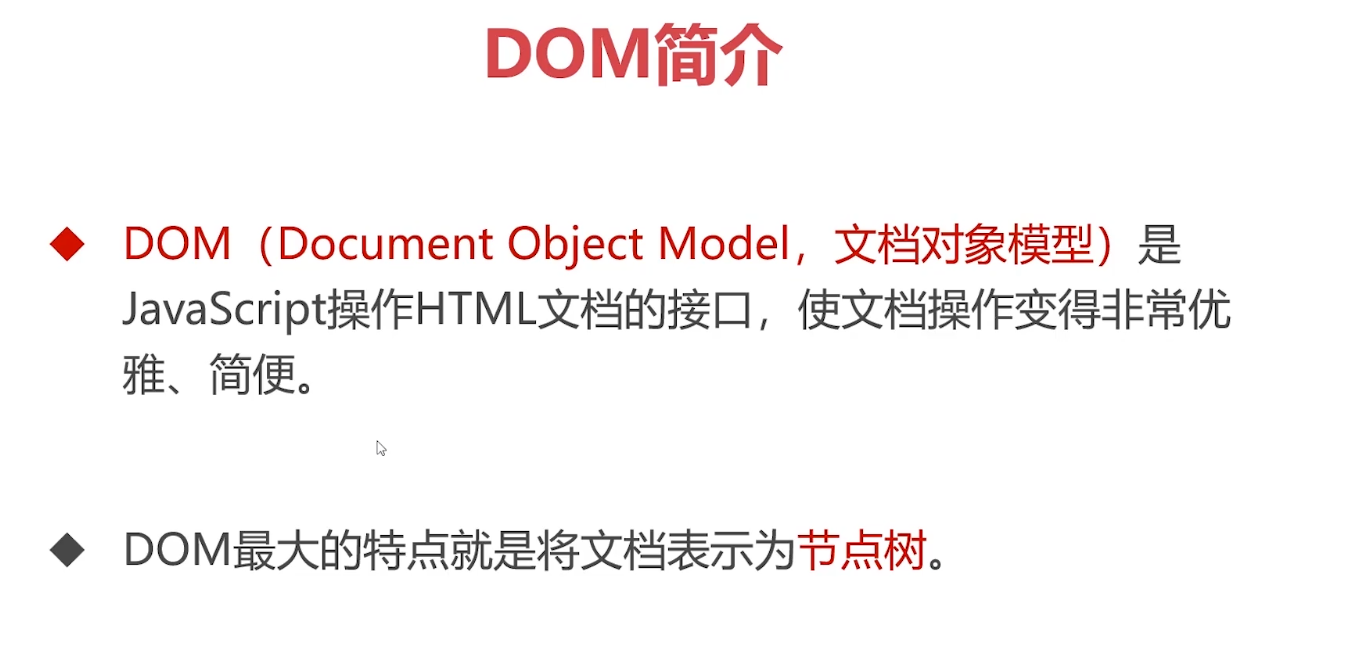 DOM简介
DOM（Document Object Model，文档对象模型）是
JavaScript操作HTML文档的接口，使文档操作变得非常优
雅、简便。
DOM最大的特点就是将文档表示为节点树。